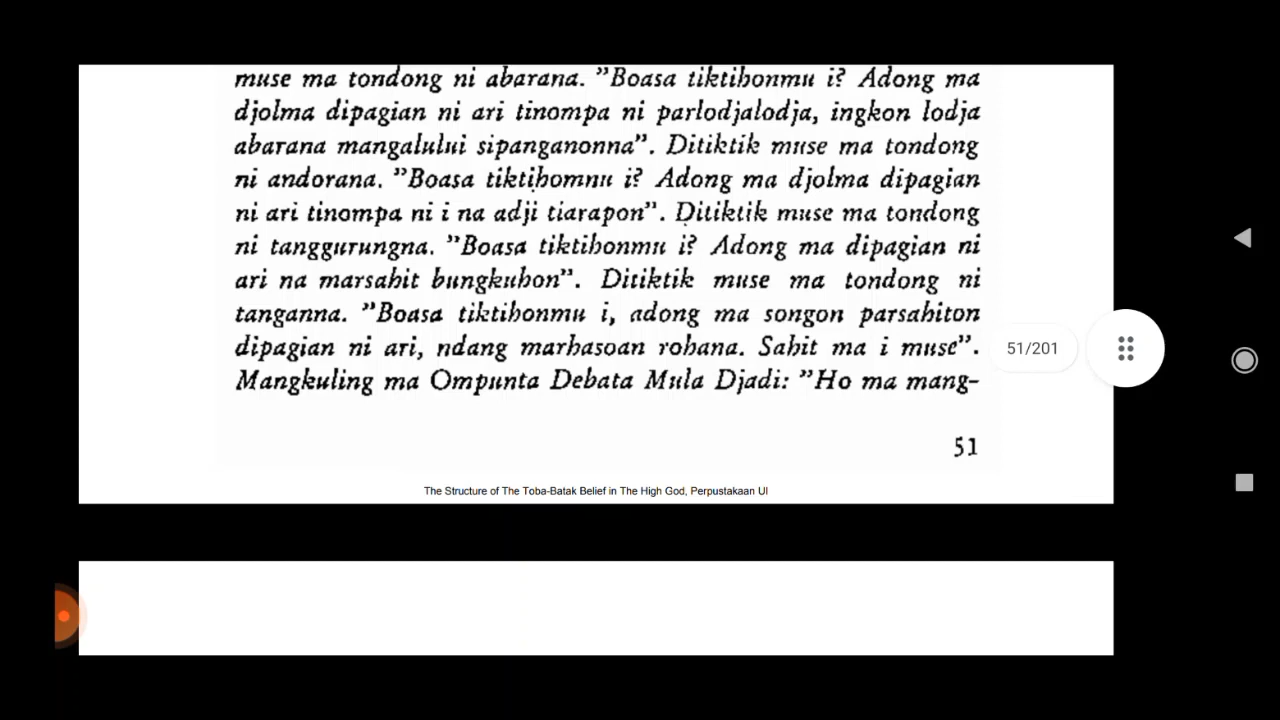 muse ma tondong ni abarana. "Boasa tiktihonmu i? Adong ma
djolma dipagian ni ari tinompa ni parlodjalodja, ingkon lodja
abarana mangalului sipanganonna". Ditiktik muse ma tondong
ni andorana. "Boasa tiktihomnu i? Adong ma djolma dipagian
ni ari tinompa ni i na adji tiarapon". Ditiktik muse ma tondong
ni tanggurungna. "Boasa tiktihonmu i? Adong ma dipagian ni
ari na marsahit bungkuhon". Ditiktik muse ma tondong ni
tanganna. "Boasa tiktihonmu i, adong ma songon parsahiton
dipagian ni ari, ndang marhasoan rohana. Sahit ma i muse".
51/201
Mangkuling ma Ompunta Debata Mula Djadi: "Ho ma mang-
51
The Structure of The Toba-Batak Belief in The High God, Perpustakaan UI